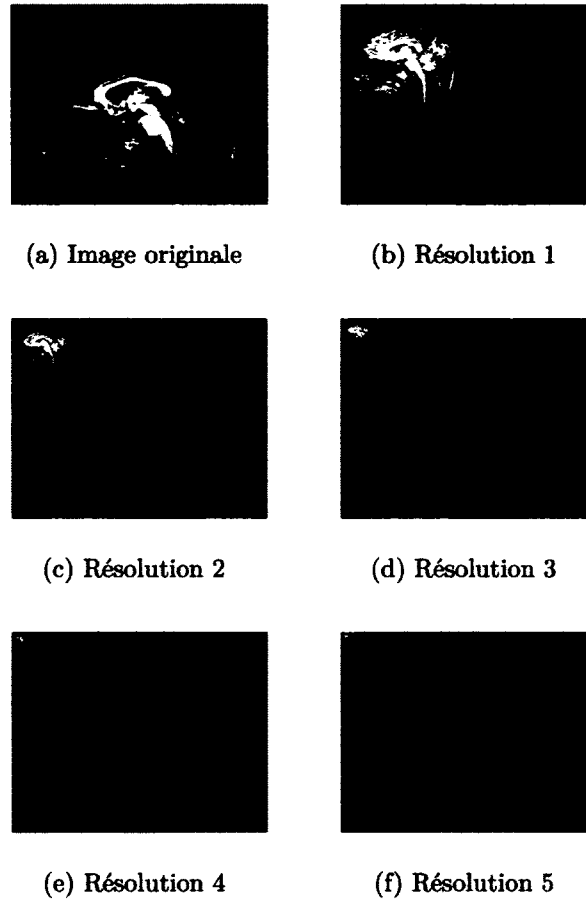 (a) Image originale
(b) Résolution 1
(c) Résolution 2
(d) Résolution 3
(e) Résolution 4
(f) Résolution 5